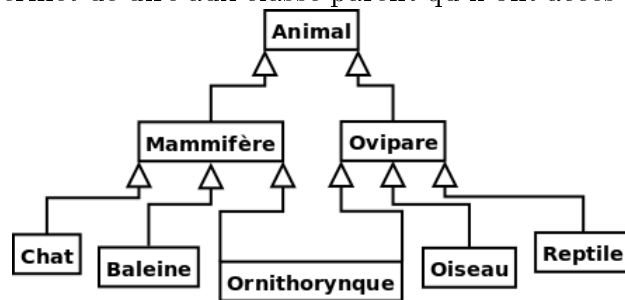 Animal
Mammifère
Ovipare
Chat
Baleine
Ornithorynque
Oiseau
Reptile